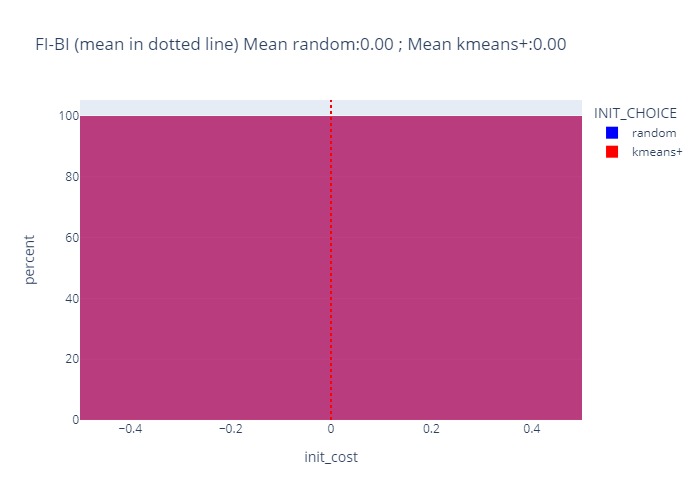 FI-BI (mean in dotted line) Mean random:0.00 ; Mean kmeans+:0.00
INIT_CHOICE
random
kmeans+
percent
100
80
60
40
20
0
−0.4 −0.2 0 0.2 0.4
init_cost